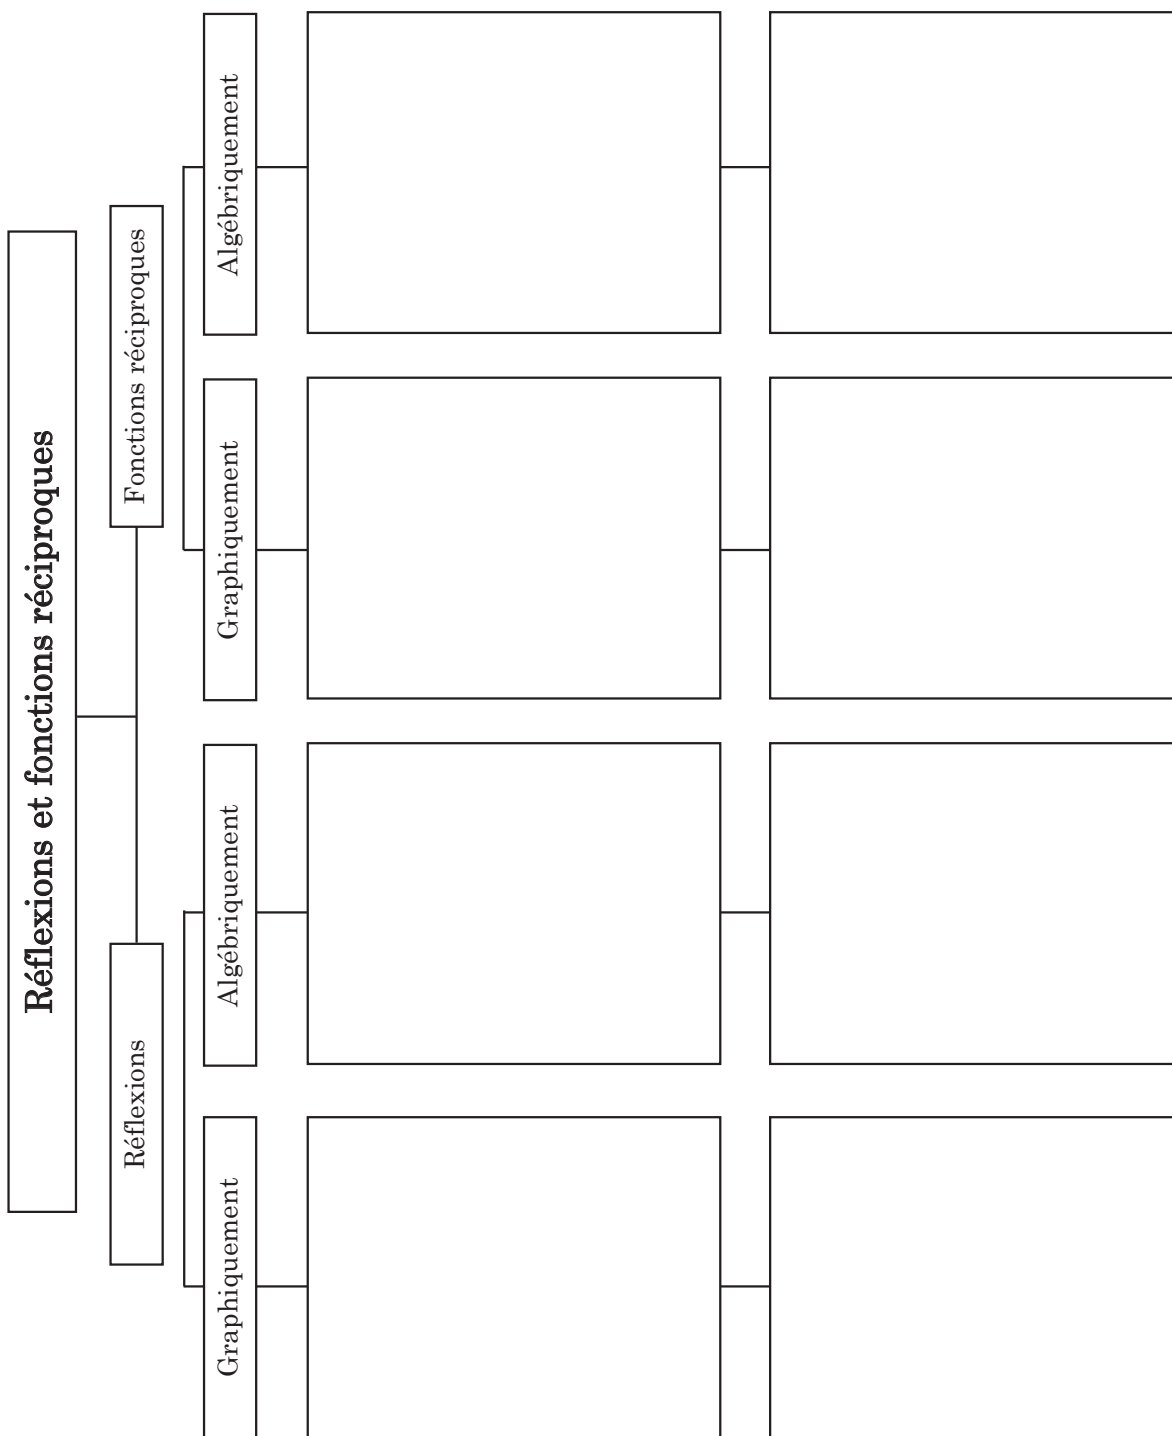 Réflexions et fonctions réciproques
Réflexions
Fonctions réciproques
Graphiquement
Algébriquement
Graphiquement
Algébriquement